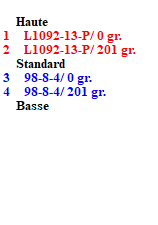 Haute
1 L1092-13-P/ 0 gr.
2 L1092-13-P/ 201 gr.
Standard
3 98-8-4/ 0 gr.
4 98-8-4/ 201 gr.
Basse